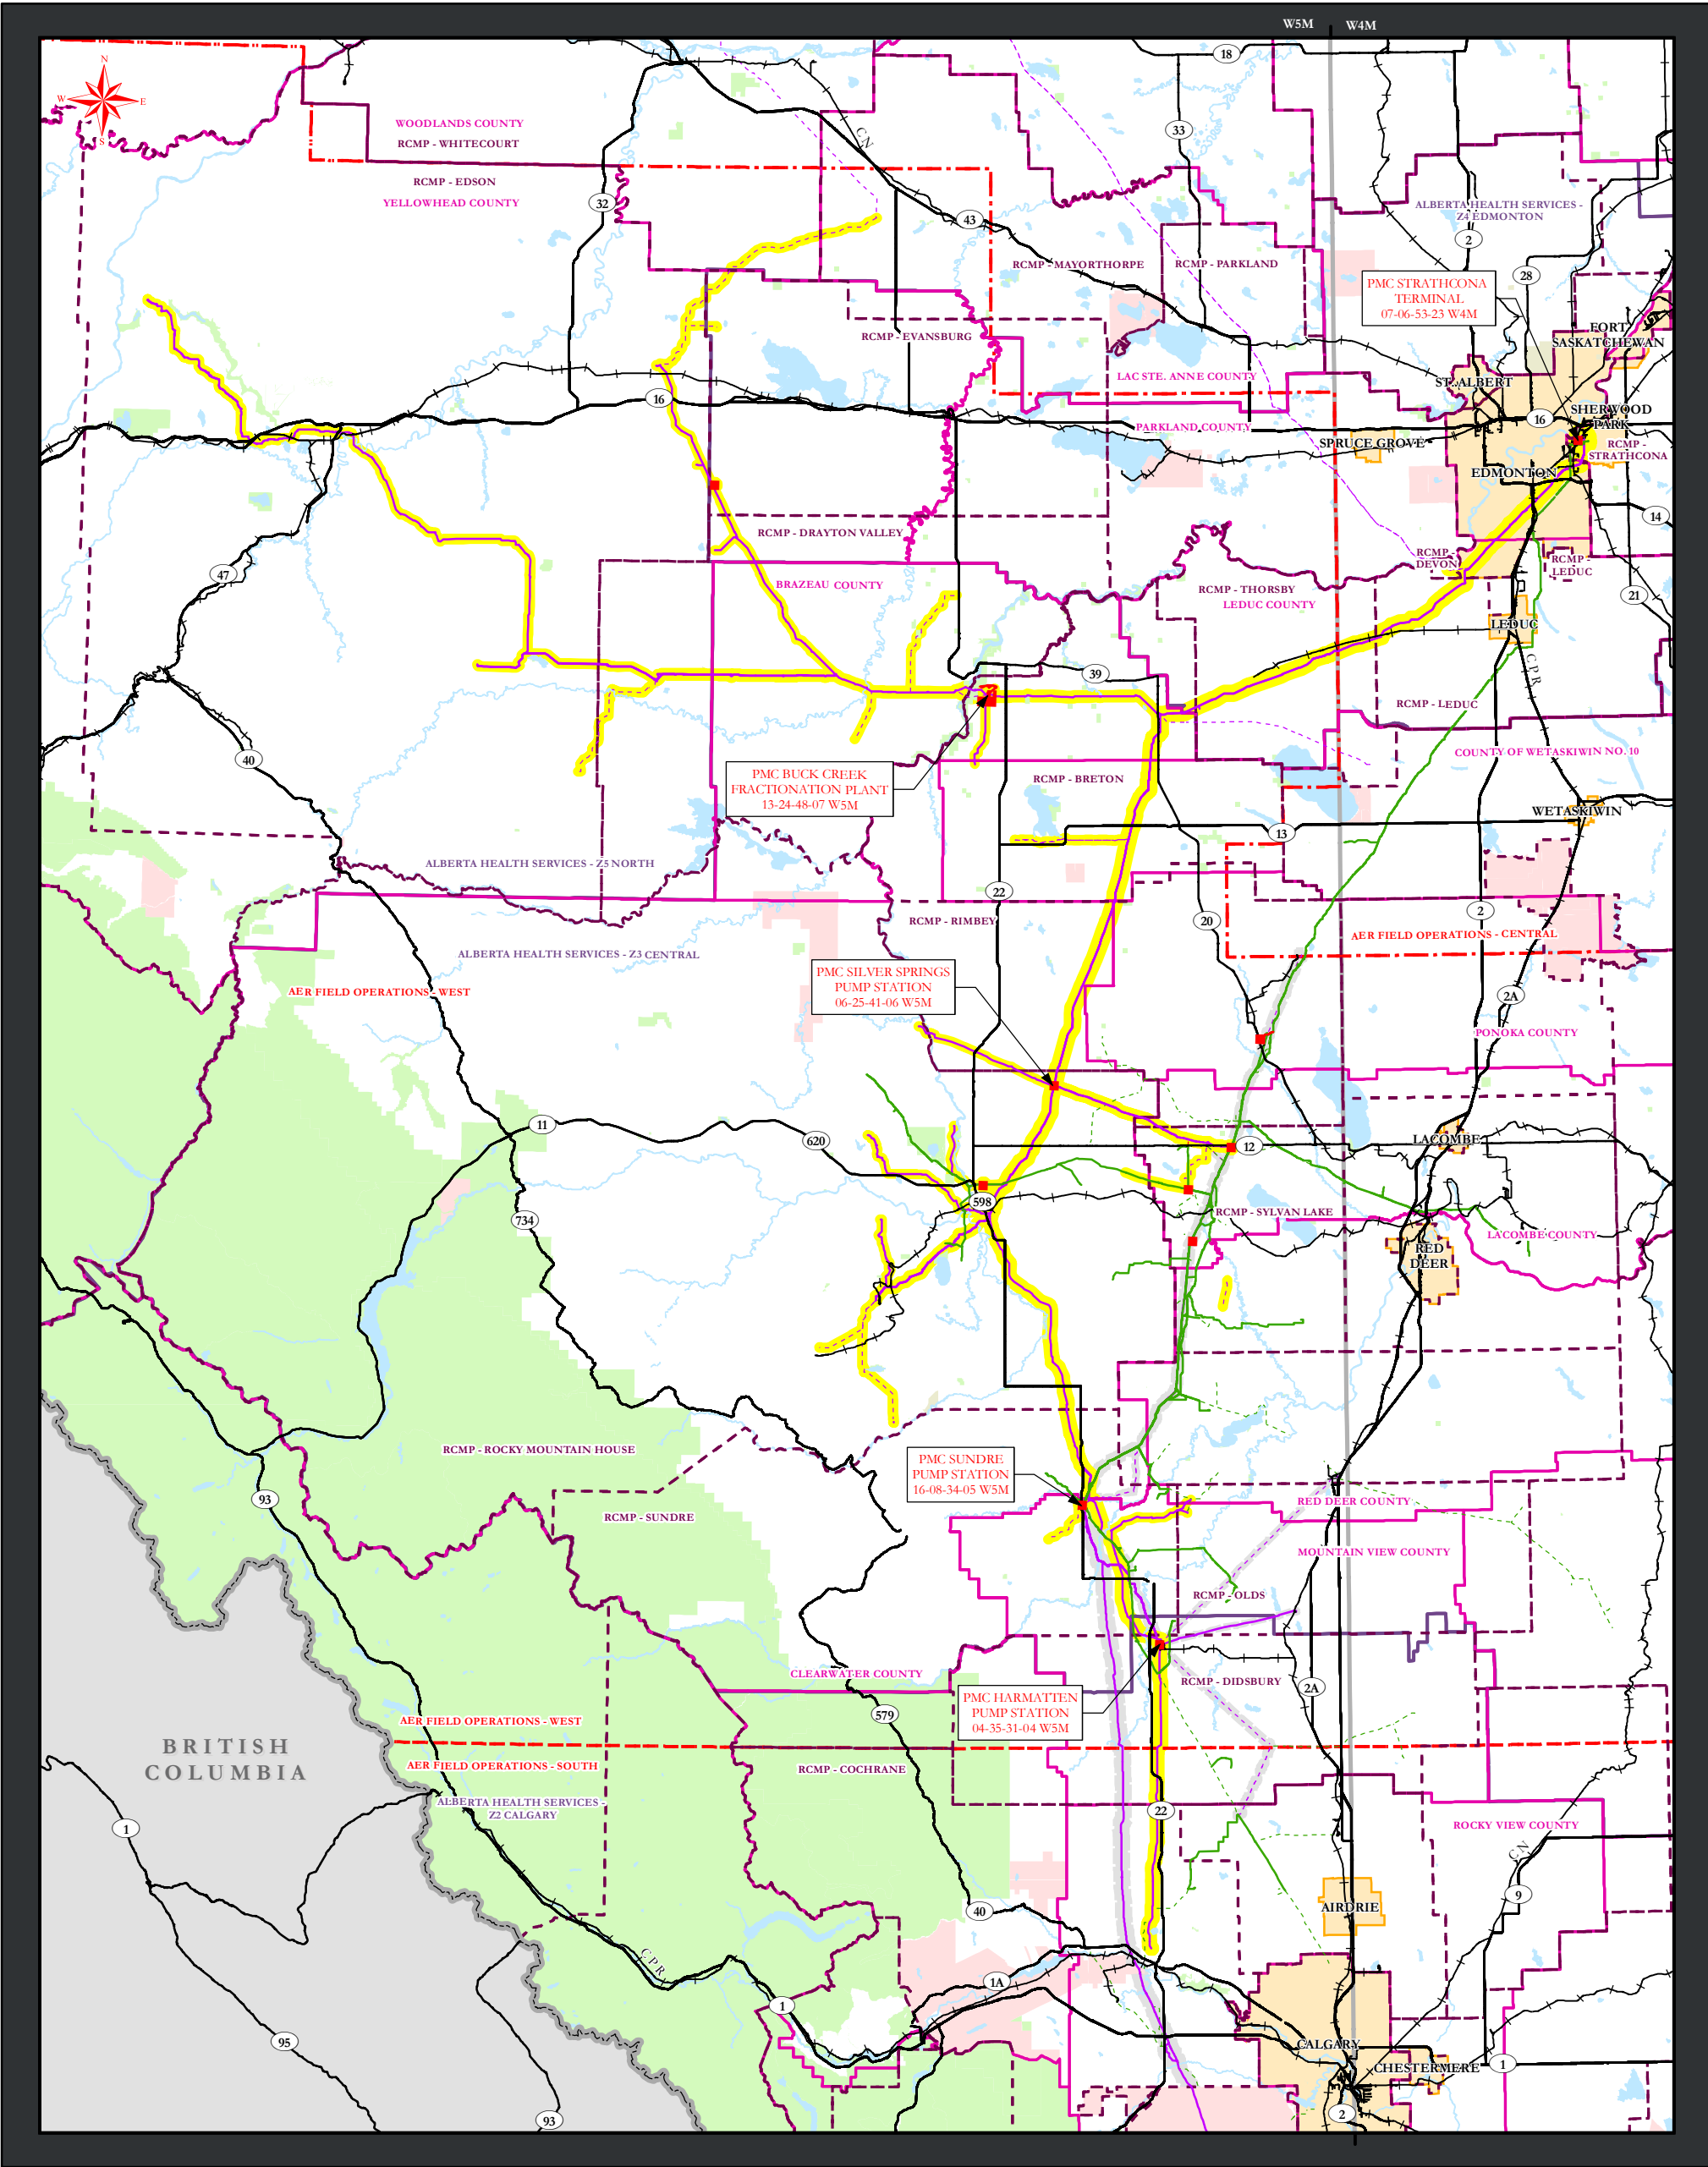 W5M
W4M
N
W
E
S
18
WOODLANDS COUNTY
RCMP - WHITECOURT
CN
33
RCMP - EDSON
YELLOWHEAD COUNTY
32
43
ALBERTA HEALTH SERVICES -
Z4 EDMONTON
2
RCMP - MAYORTHORPE
RCMP - PARKLAND
28
PMC STRATHCONA
TERMINAL
07-06-53-23 W4M
RCMP - EVANSBURG
FORT
SASKATCHEWAN
LAC STE. ANNE COUNTY
ST. ALBERT
16
16
SHERWOOD
PARK
PARKLAND COUNTY
SPRUCE GROVE
RCMP -
STRATHCONA
EDMONTON
14
RCMP - DRAYTON VALLEY
RCMP -
DEVON
RCMP -
LEDUC
47
BRAZEAU COUNTY
RCMP - THORSBY
LEDUC COUNTY
21
LEDUC
CPR
39
RCMP - LEDUC
40
COUNTY OF WETASKIWIN NO. 10
PMC BUCK CREEK
FRACTIONATION PLANT
13-24-48-07 W5M
RCMP - BRETON
WETASKIWIN
13
ALBERTA HEALTH SERVICES - Z5 NORTH
22
2
RCMP - RIMBEY
20
AER FIELD OPERATIONS - CENTRAL
ALBERTA HEALTH SERVICES - Z3 CENTRAL
PMC SILVER SPRINGS
PUMP STATION
06-25-41-06 W5M
AER FIELD OPERATIONS - WEST
2A
PONOKA COUNTY
11
620
12
LACOMBE
598
734
RCMP - SYLVAN LAKE
LACOMBE COUNTY
RED
DEER
RCMP - ROCKY MOUNTAIN HOUSE
PMC SUNDRE
PUMP STATION
16-08-34-05 W5M
93
RED DEER COUNTY
RCMP - SUNDRE
MOUNTAIN VIEW COUNTY
RCMP - OLDS
CLEARWATER COUNTY
RCMP - DIDSBURY
2A
PMC HARMATTEN
PUMP STATION
04-35-31-04 W5M
579
AER FIELD OPERATIONS - WEST
BRITISH
COLUMBIA
AER FIELD OPERATIONS - SOUTH
RCMP - COCHRANE
ALBERTA HEALTH SERVICES -
Z2 CALGARY
22
1
ROCKY VIEW COUNTY
CN
9
AIRDRIE
40
CPR
1A
1
95
CALGARY
CHESTERMERE
1
93
2